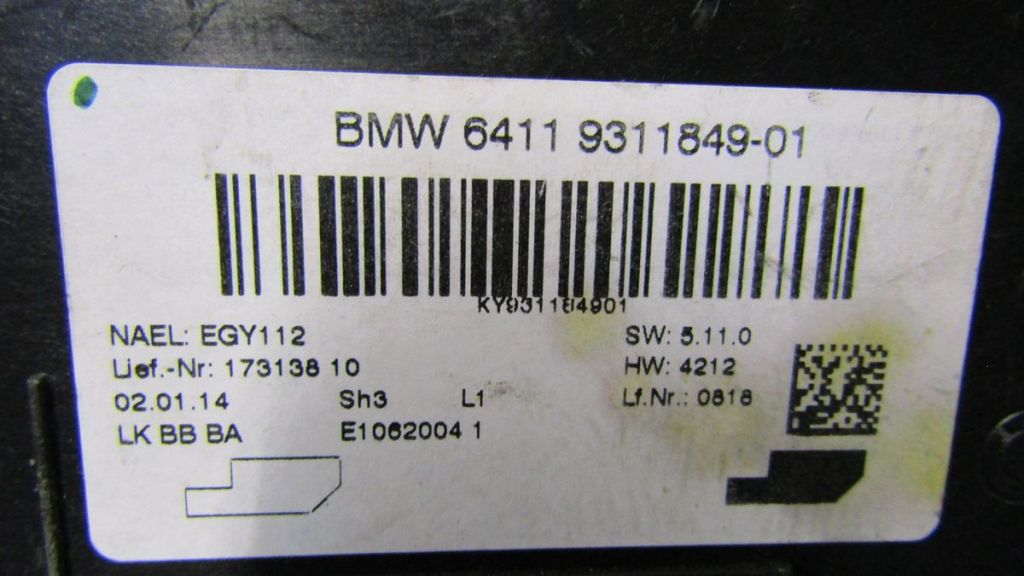 BMW 6411 9311849-01
KY931184901
NAEL: EGY112
SW: 5.11.0
Lief.-Nr: 173138 10
HW: 4212
02.01.14 Sh3 L1
Lf.Nr.: 0818
LK BB BA E1062004 1